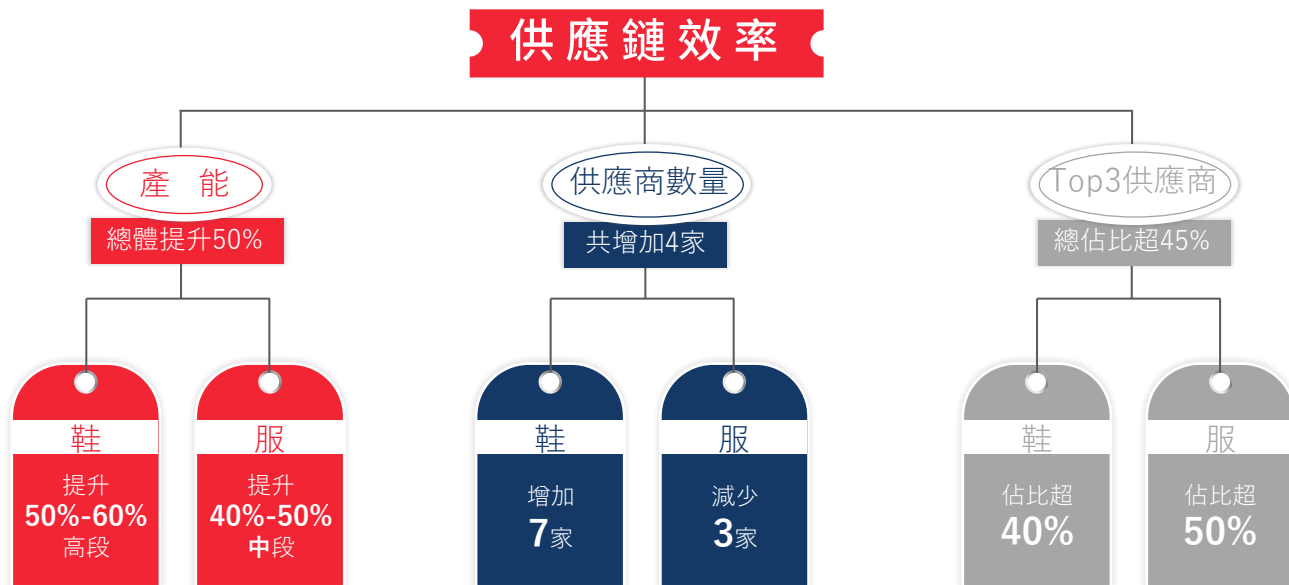 供應鏈效率
產 能
總體提升50%
鞋
提升
50%-60%
高段
服
提升
40%-50%
中段
供應商數量
共增加4家
鞋
增加
7家
服
減少
3家
Top3供應商
總佔比超45%
鞋
佔比超
40%
服
佔比超
50%